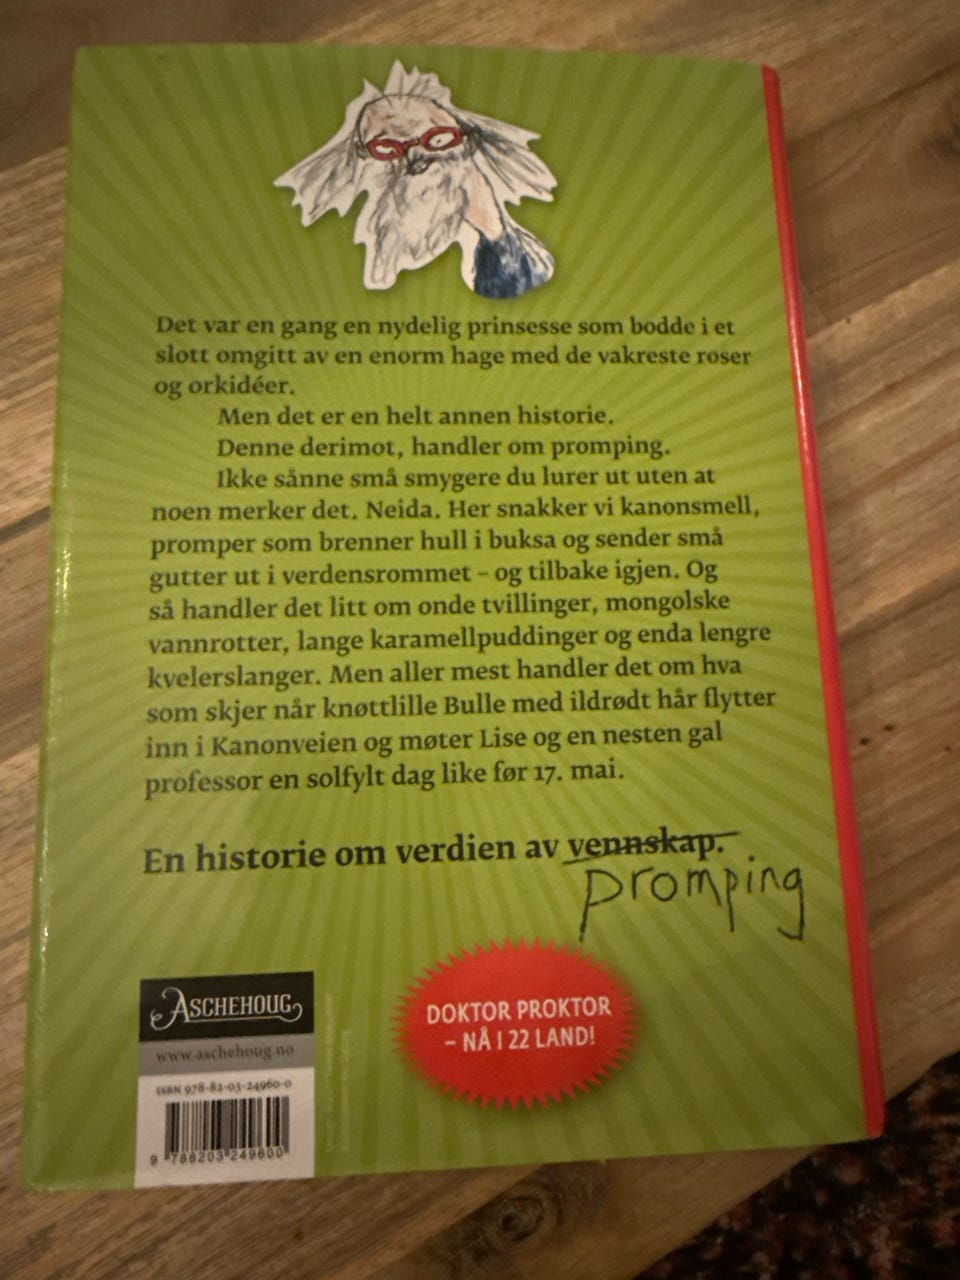 Det var en gang en nydelig prinsesse som bodde i et
slott omgitt av en enorm hage med de vakreste roser
og orkidéer.
Men det er en helt annen historie.
Denne derimot, handler om promping.
Ikke sånne små smygere du lurer ut uten at
noen merker det. Neida. Her snakker vi kanonsmell,
promper som brenner hull i buksa og sender små
gutter ut i verdensrommet – og tilbake igjen. Og
så handler det litt om onde tvillinger, mongolske
vannrotter, lange karamellpuddinger og enda lengre
kvelerslanger. Men aller mest handler det om hva
som skjer når knøttlille Bulle med ildrødt hår flytter
inn i Kanonveien og møter Lise og en nesten gal
professor en solfylt dag like før 17. mai.
En historie om verdien av vennskap.
promping
ASCHEHOUG
www.aschehoug.no
ISBN 978-82-03-24960-0
9 788203 249600
DOKTOR PROKTOR
– NÅ I 22 LAND!